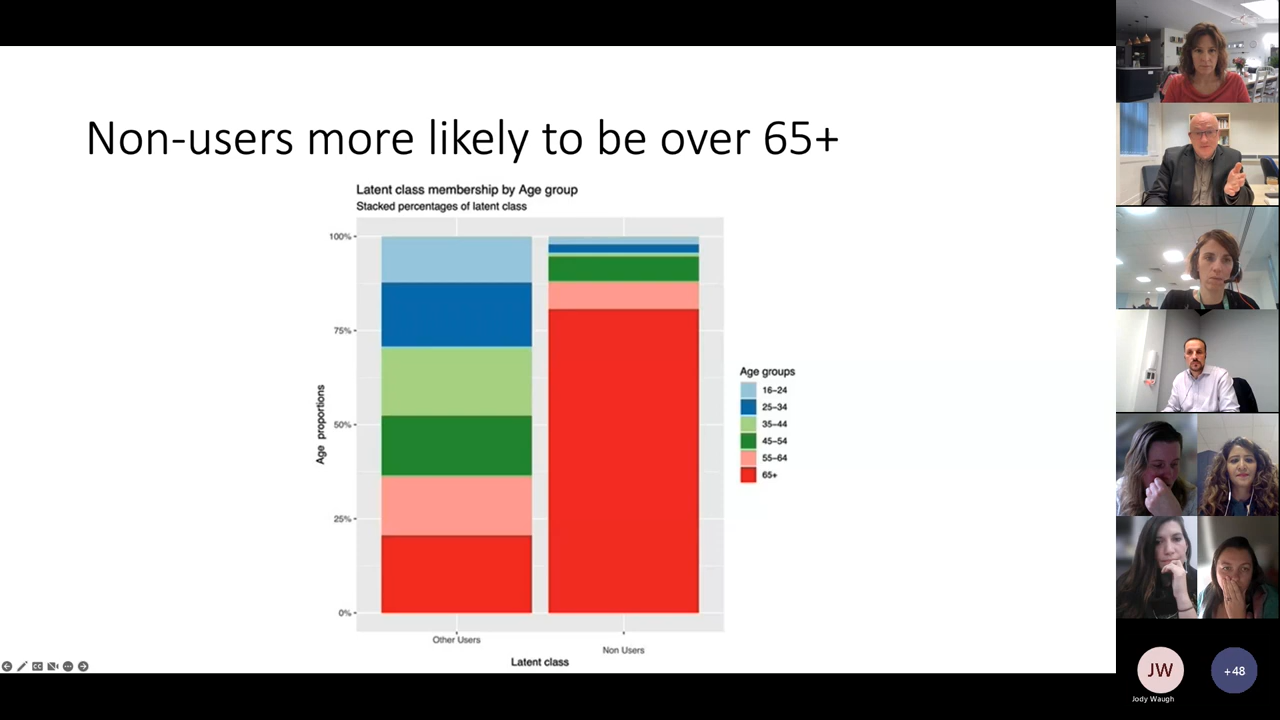 Non-users more likely to be over 65+
Latent class membership by Age group
Stacked percentages of latent class
100%
75%
50%
25%
0%
Age proportions
Other Users
Non Users
Latent class
Age groups
16–24
25–34
35–44
45–54
55–64
65+
JW
+48
Jody Waugh